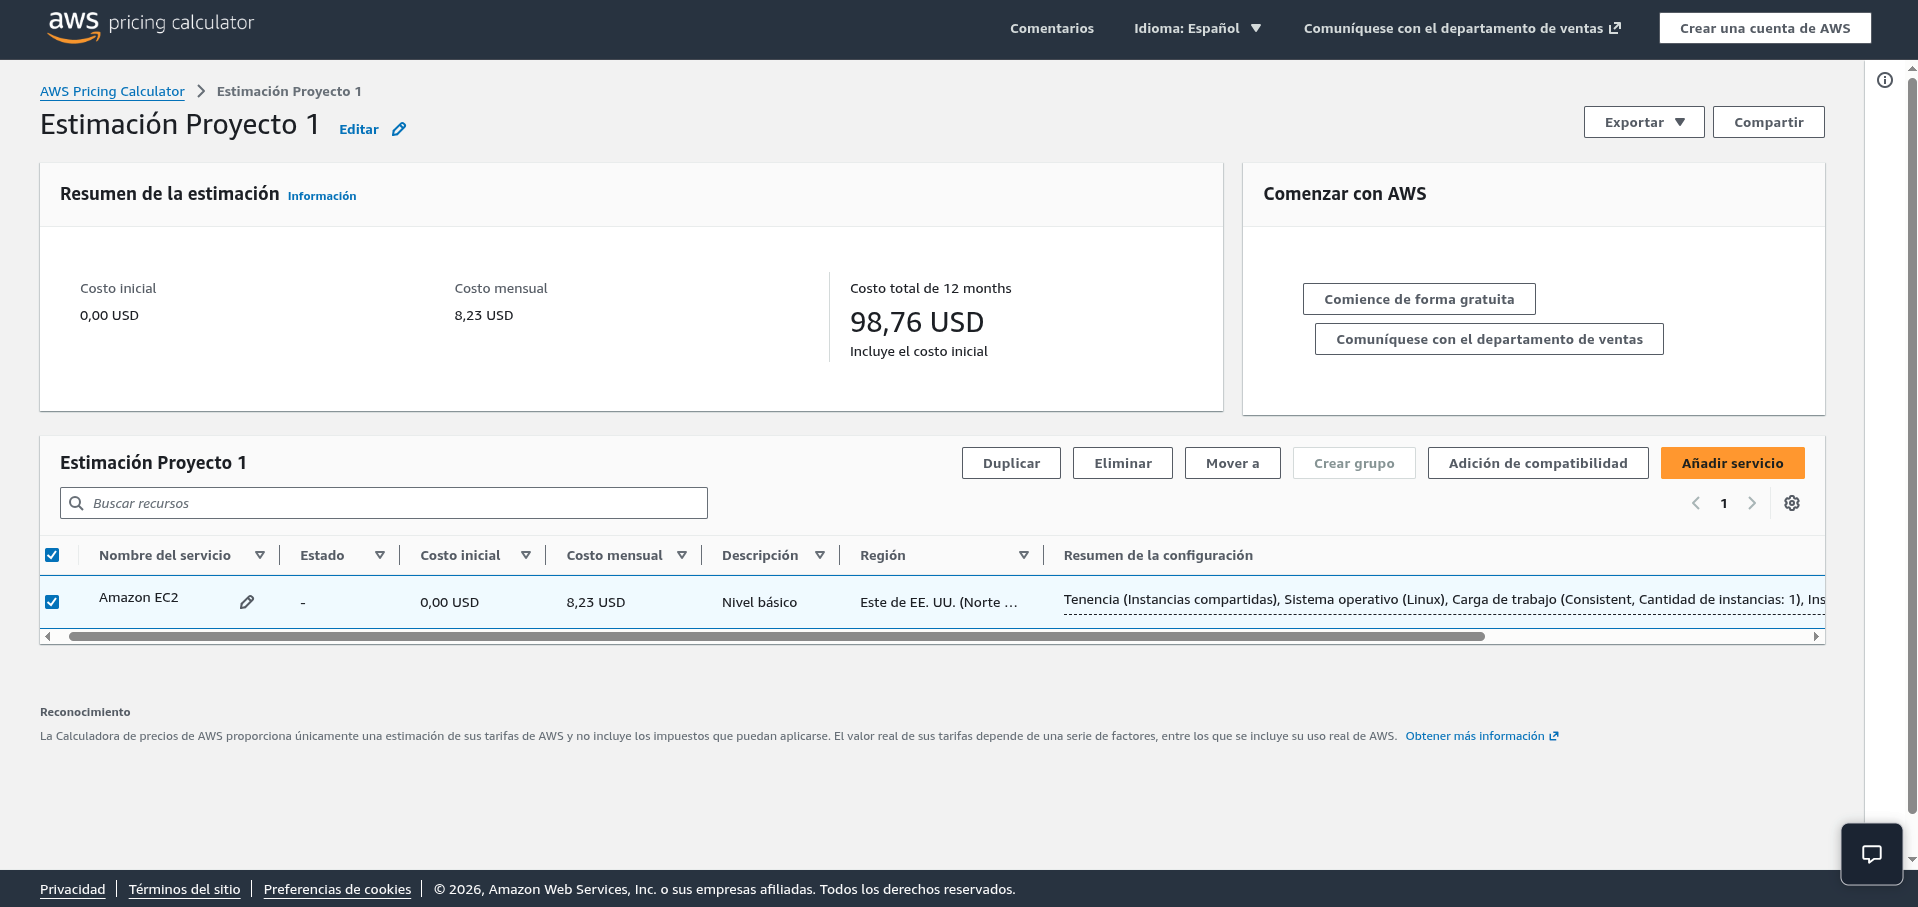 aws pricing calculator
Comentarios
Idioma: Español
Comuníquese con el departamento de ventas
Crear una cuenta de AWS
AWS Pricing Calculator
Estimación Proyecto 1
Estimación Proyecto 1
Editar
Exportar
Compartir
Resumen de la estimación
Información
Costo inicial
0,00 USD
Costo mensual
8,23 USD
Costo total de 12 months
98,76 USD
Incluye el costo inicial
Comenzar con AWS
Comience de forma gratuita
Comuníquese con el departamento de ventas
Estimación Proyecto 1
Duplicar
Eliminar
Mover a
Crear grupo
Adición de compatibilidad
Añadir servicio
Buscar recursos
1
Nombre del servicio
Estado
Costo inicial
Costo mensual
Descripción
Región
Resumen de la configuración
Amazon EC2
-
0,00 USD
8,23 USD
Nivel básico
Este de EE. UU. (Norte ...
Tenencia (Instancias compartidas), Sistema operativo (Linux), Carga de trabajo (Consistent, Cantidad de instancias: 1), Ins
Reconocimiento
La Calculadora de precios de AWS proporciona únicamente una estimación de sus tarifas de AWS y no incluye los impuestos que puedan aplicarse. El valor real de sus tarifas depende de una serie de factores, entre los que se incluye su uso real de AWS. Obtener más información
Privacidad
Términos del sitio
Preferencias de cookies
© 2026, Amazon Web Services, Inc. o sus empresas afiliadas. Todos los derechos reservados.